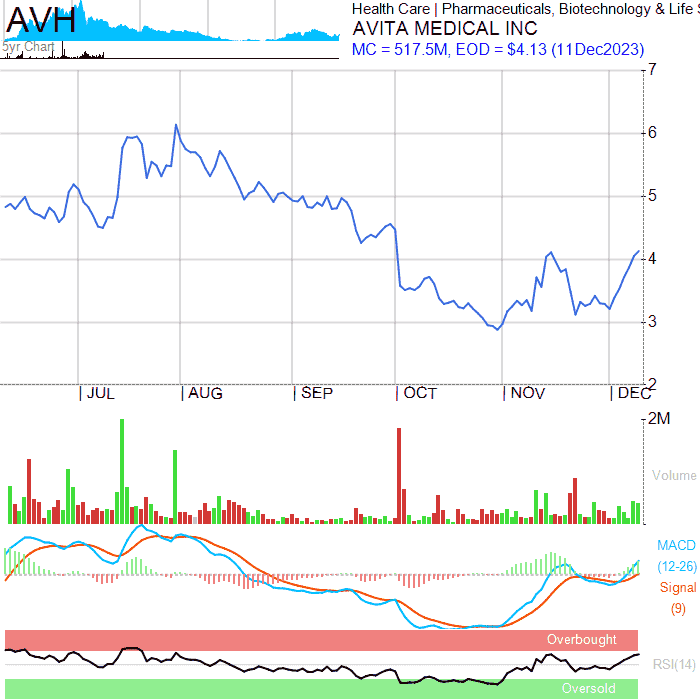 AVH
5yr Chart
Health Care | Pharmaceuticals, Biotechnology & Life S
AVITA MEDICAL INC
MC = 517.5M, EOD = $4.13 (11Dec2023)
7
6
5
4
3
2
JUL AUG SEP OCT NOV DEC
2M
Volume
MACD
(12-26)
Signal
(9)
Overbought
RSI(14)
Oversold